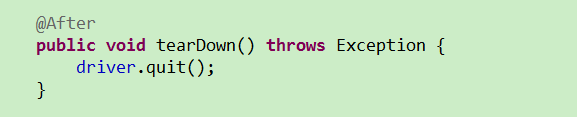 @After
public void tearDown() throws Exception {
driver.quit();
}